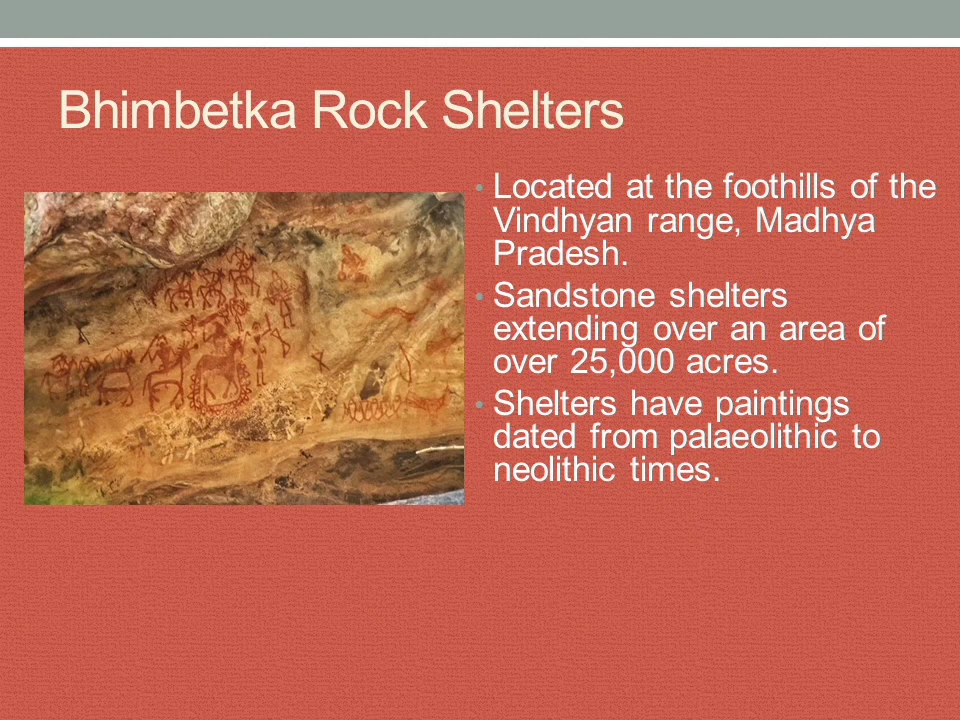 Bhimbetka Rock Shelters
• Located at the foothills of the
Vindhyan range, Madhya
Pradesh.
• Sandstone shelters
extending over an area of
over 25,000 acres.
• Shelters have paintings
dated from palaeolithic to
neolithic times.